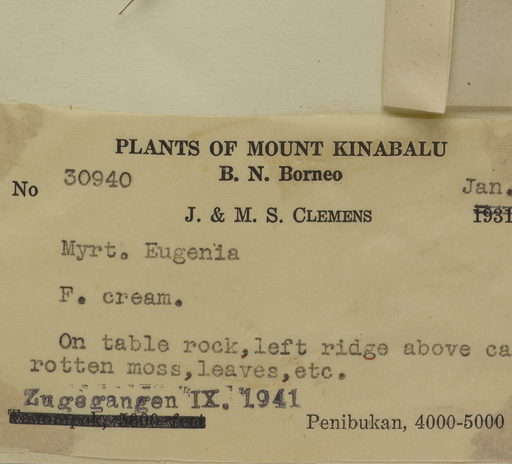 PLANTS OF MOUNT KINABALU
No 30940 B. N. Borneo Jan.
J. & M. S. CLEMENS 1931
Myrt. Eugenia
F. cream.
On table rock, left ridge above ca
rotten moss, leaves, etc.
Zugegangen IX. 1941
Penibukan, 4000-5000